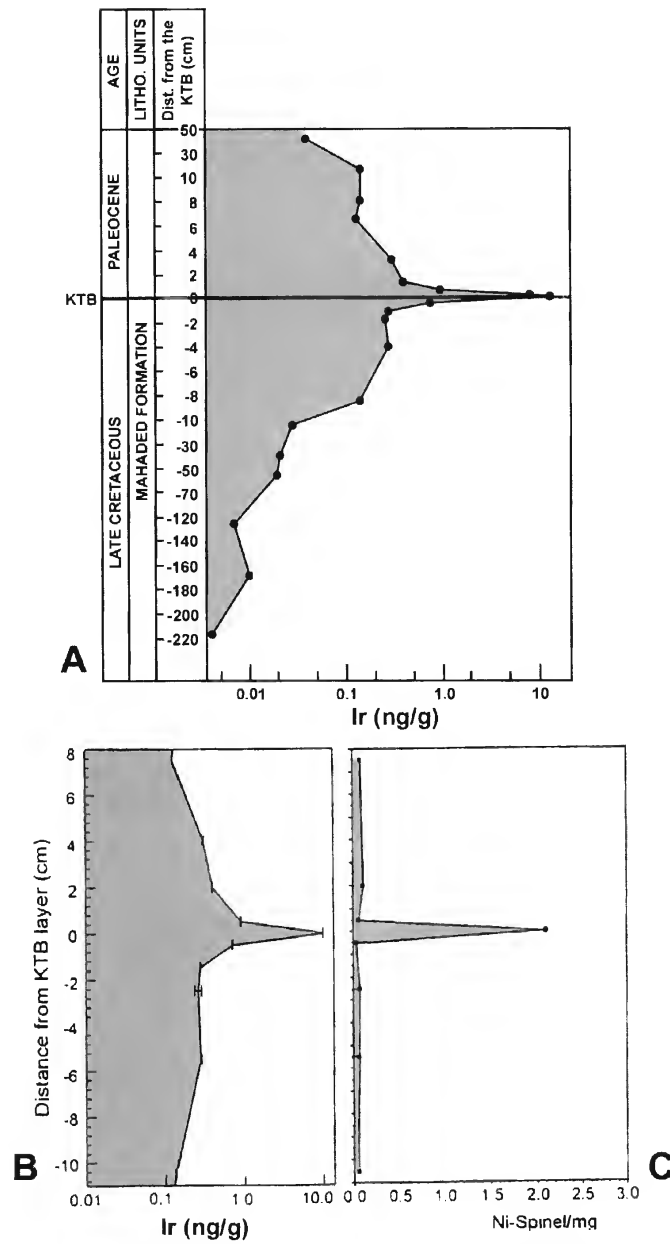 AGE
LITHO. UNITS
Dist. from the
KTB (cm)
PALEOCENE
LATE CRETACEOUS
MAHADED FORMATION
KTB
50
30
10
8
6
4
2
0
-2
-4
-6
-8
-10
-30
-50
-70
-120
-140
-160
-180
-200
-220
A
0.01 0.1 1.0 10
Ir (ng/g)
8
6
4
2
0
-2
-4
-6
-8
-10
Distance from KTB layer (cm)
B
0.01 0.1 1.0 10.0
Ir (ng/g)
C
0 0.5 1.0 1.5 2.0 2.5 3.0
Ni-Spinel/mg